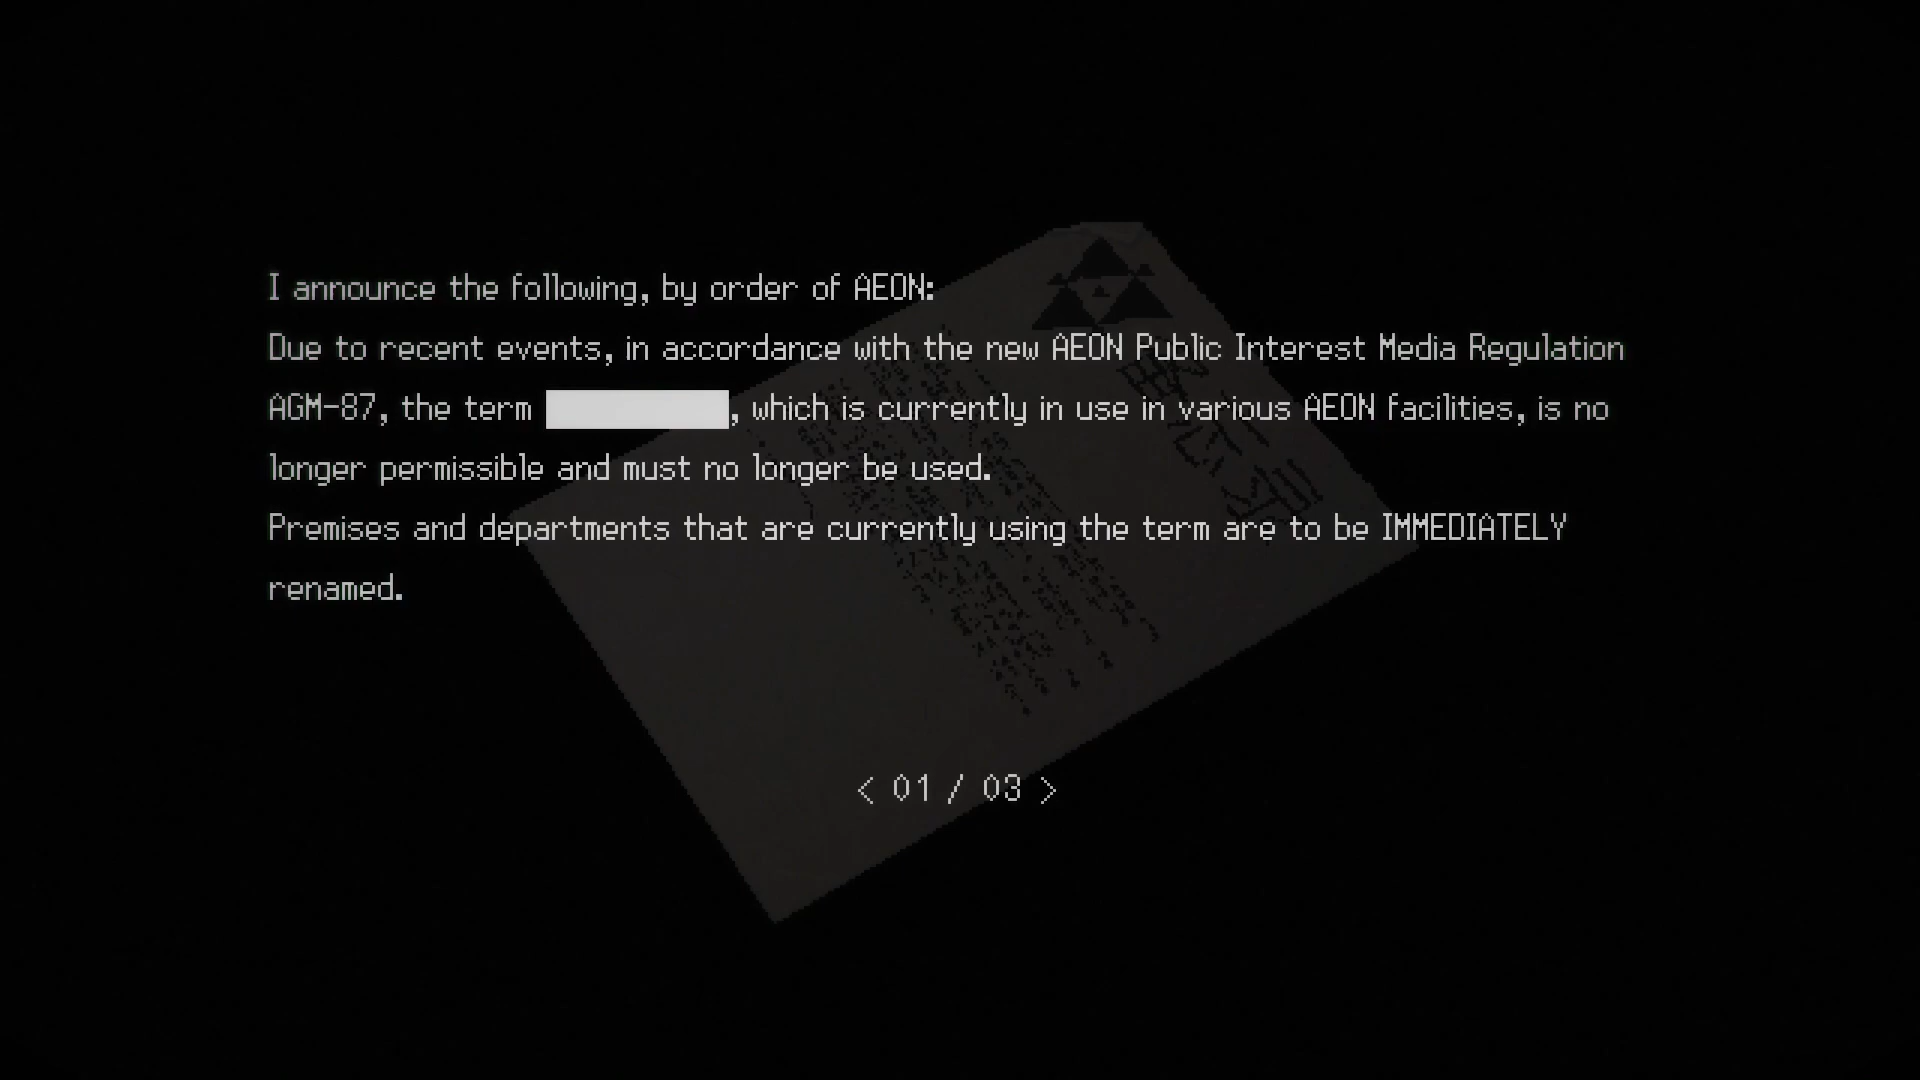 I announce the following, by order of AEON:
Due to recent events, in accordance with the new AEON Public Interest Media Regulation
AGM-87, the term , which is currently in use in various AEON facilities, is no
longer permissible and must no longer be used.
Premises and departments that are currently using the term are to be IMMEDIATELY
renamed.
< 01 / 03 >